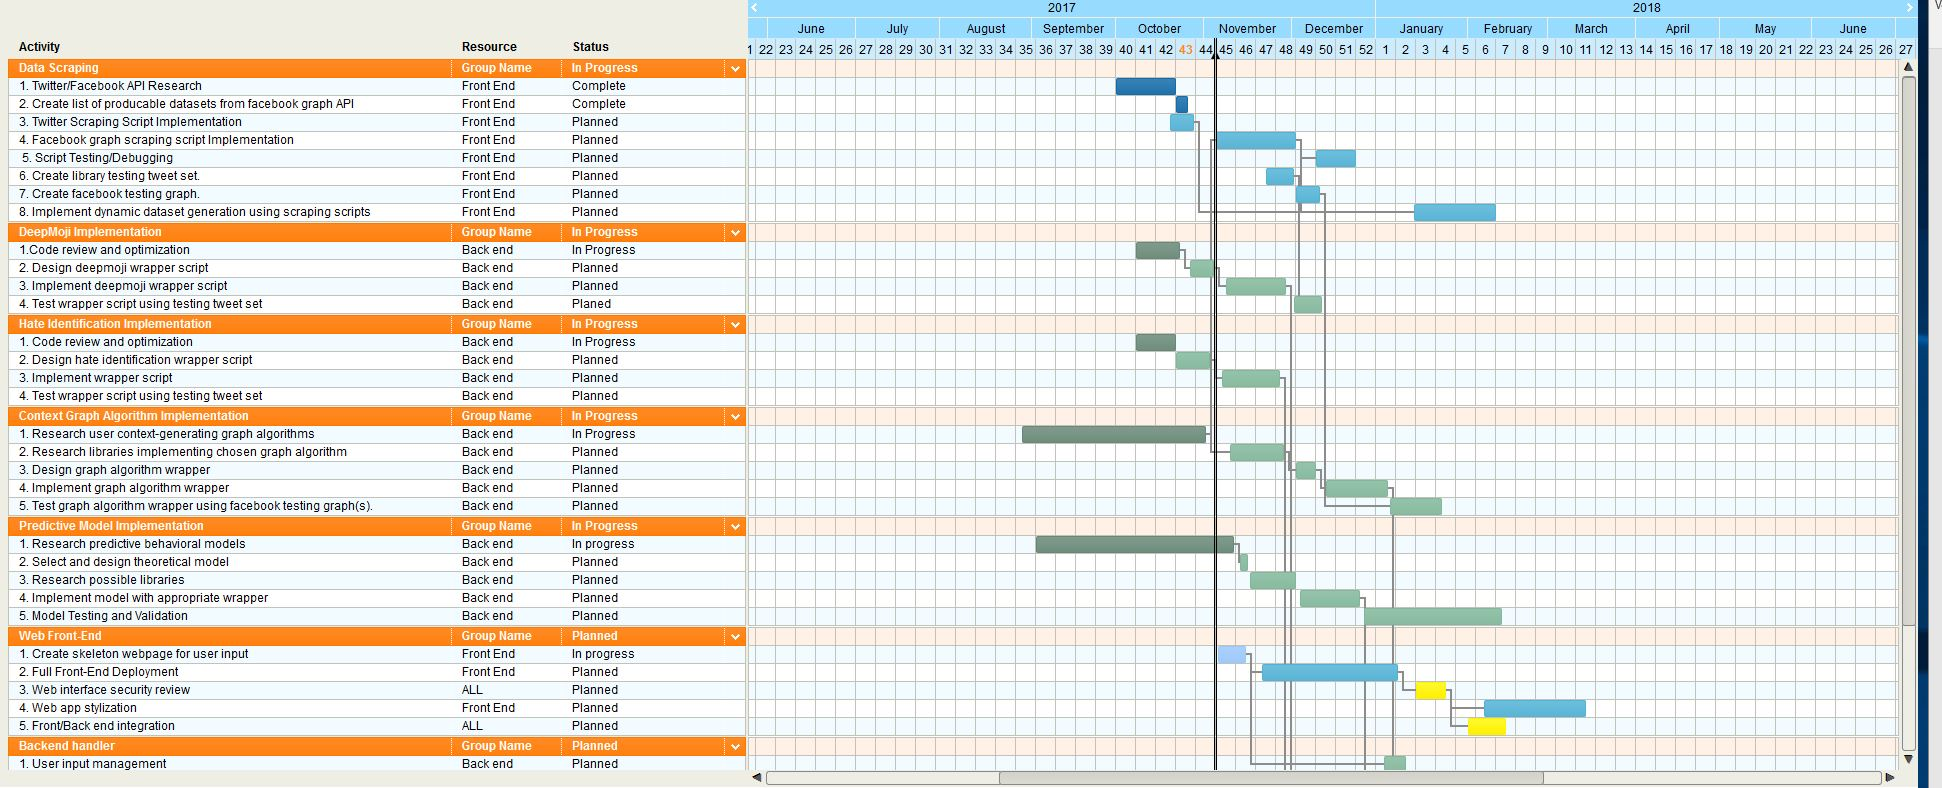 2017 2018
June July August September October November December January February March April May June
Activity Resource Status 1 22 23 24 25 26 27 28 29 30 31 32 33 34 35 36 37 38 39 40 41 42 43 44 45 46 47 48 49 50 51 52 1 2 3 4 5 6 7 8 9 10 11 12 13 14 15 16 17 18 19 20 21 22 23 24 25 26 27
Data Scraping Group Name In Progress
1. Twitter/Facebook API Research Front End Complete
2. Create list of producable datasets from facebook graph API Front End Complete
3. Twitter Scraping Script Implementation Front End Planned
4. Facebook graph scraping script Implementation Front End Planned
5. Script Testing/Debugging Front End Planned
6. Create library testing tweet set. Front End Planned
7. Create facebook testing graph. Front End Planned
8. Implement dynamic dataset generation using scraping scripts Front End Planned
DeepMoji Implementation Group Name In Progress
1.Code review and optimization Back end In Progress
2. Design deepmoji wrapper script Back end Planned
3. Implement deepmoji wrapper script Back end Planned
4. Test wrapper script using testing tweet set Back end Planed
Hate Identification Implementation Group Name In Progress
1. Code review and optimization Back end In Progress
2. Design hate identification wrapper script Back end Planned
3. Implement wrapper script Back end Planned
4. Test wrapper script using testing tweet set Back end Planned
Context Graph Algorithm Implementation Group Name In Progress
1. Research user context-generating graph algorithms Back end In Progress
2. Research libraries implementing chosen graph algorithm Back end Planned
3. Design graph algorithm wrapper Back end Planned
4. Implement graph algorithm wrapper Back end Planned
5. Test graph algorithm wrapper using facebook testing graph(s). Back end Planned
Predictive Model Implementation Group Name In Progress
1. Research predictive behavioral models Back end In progress
2. Select and design theoretical model Back end Planned
3. Research possible libraries Back end Planned
4. Implement model with appropriate wrapper Back end Planned
5. Model Testing and Validation Back end Planned
Web Front-End Group Name Planned
1. Create skeleton webpage for user input Front End In progress
2. Full Front-End Deployment Front End Planned
3. Web interface security review ALL Planned
4. Web app stylization Front End Planned
5. Front/Back end integration ALL Planned
Backend handler Group Name Planned
1. User input management Back end Planned